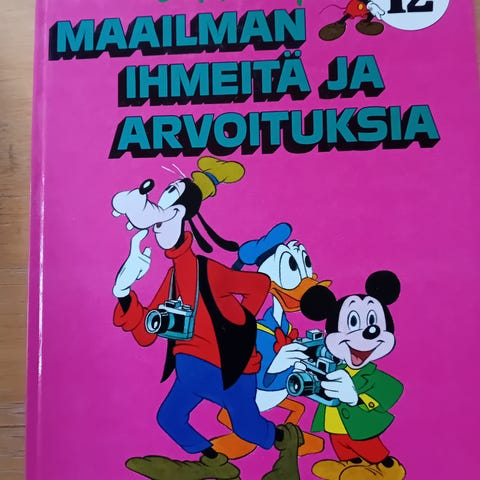 MAAILMAN
12
IHMEITÄ JA
ARVOITUKSIA